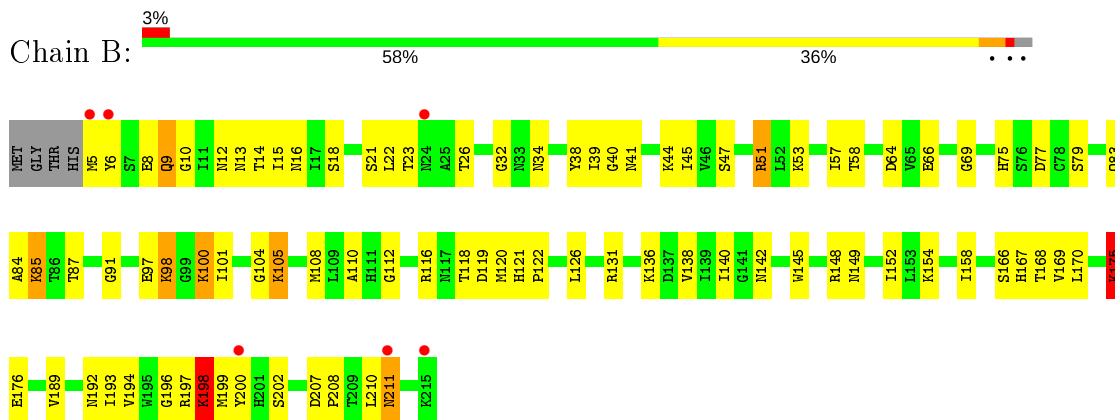 3%
Chain B:
58% 36% • • •
MET GLY THR HIS M5 Y6 S7 E8 Q9 G10 I11 N12 N13 T14 I15 N16 I17 S18 S21 L22 T23 N24 A25 T26 G32 N33 N34 Y38 I39 G40 N41 K44 I45 V46 S47 R51 L52 K53 I57 T58 D64 V65 E66 G69 H75 S76 D77 C78 S79
A84 K85 T86 T87 G91 E97 K98 G99 K100 I101 G104 K105 M108 L109 A110 H111 G112 R116 N117 T118 D119 M120 H121 P122 L126 R131 K136 D137 V138 I139 I140 G141 N142 W145 R148 N149 I152 L153 K154 I158 S166 H167 T168 V169 L170 K175
E176 V189 N192 I193 V194 W195 G196 R197 K198 M199 Y200 H201 S202 D207 P208 T209 L210 N211 K215